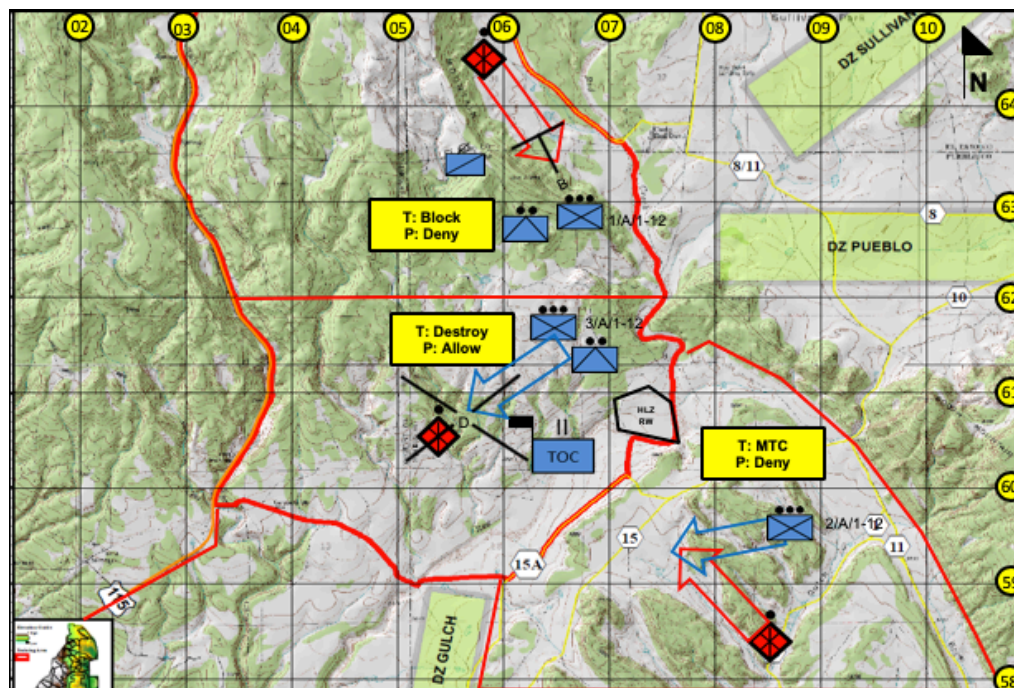 02
03
04
05
06
07
08
09
10
DZ SULLIVAN
N
64
8/11
63
8
T: Block
P: Deny
B
1/A/1-12
DZ PUEBLO
62
10
T: Destroy
P: Allow
3/A/1-12
61
HLZ
RW
D
II
TOC
T: MTC
P: Deny
60
2/A/1-12
15
15A
11
59
115
DZ GULCH
58